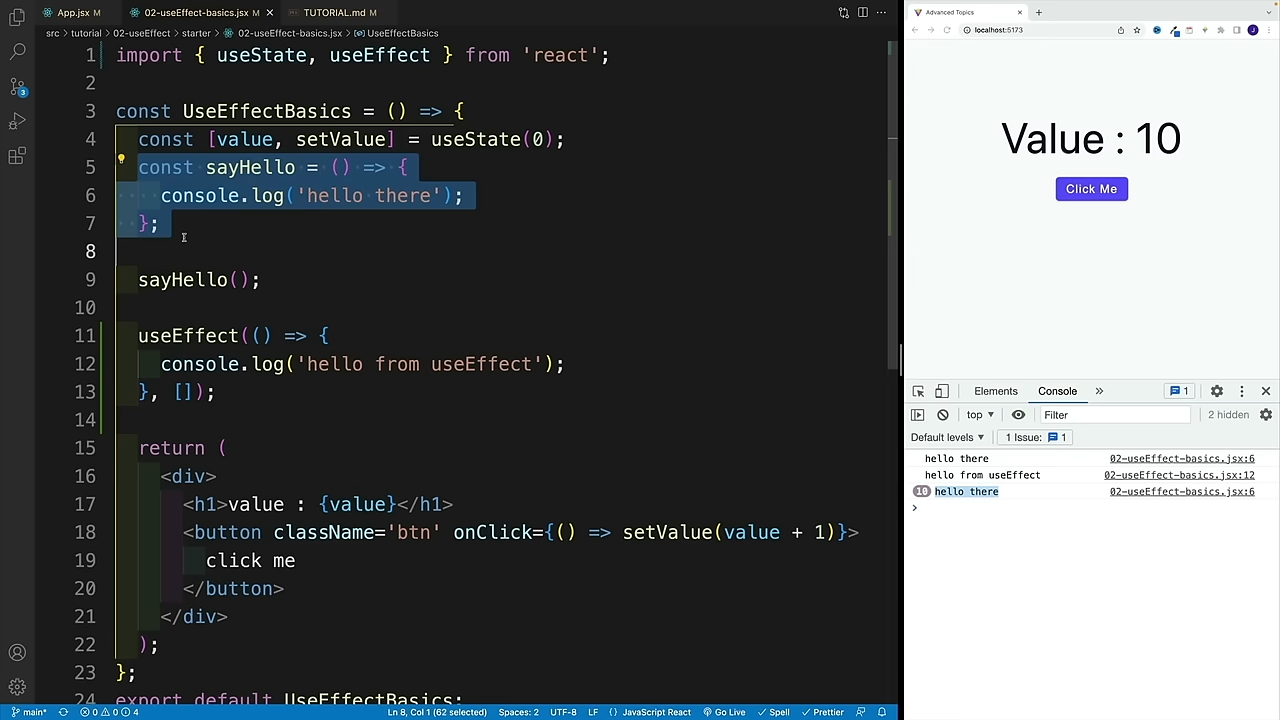 App.jsx M
02-useEffect-basics.jsx M
TUTORIAL.md M
src > tutorial > 02-useEffect > starter > 02-useEffect-basics.jsx > UseEffectBasics
1 import { useState, useEffect } from 'react';
2
3 const UseEffectBasics = () => {
4 const [value, setValue] = useState(0);
5 const sayHello = () => {
6 console.log('hello there');
7 };
8
9 sayHello();
10
11 useEffect(() => {
12 console.log('hello from useEffect');
13 }, []);
14
15 return (
16 <div>
17 <h1>value : {value}</h1>
18 <button className='btn' onClick={() => setValue(value + 1)}>
19 click me
20 </button>
21 </div>
22 );
23 };
24 export default UseEffectBasics;
3
main*
0 0 4
Ln 8, Col 1 (62 selected)
Spaces: 2
UTF-8
LF
{} JavaScript React
Go Live
Spell
Prettier
Advanced Topics
localhost:5173
J
Value : 10
Click Me
Elements
Console
1
top
Filter
2 hidden
Default levels
1 Issue: 1
hello there 02-useEffect-basics.jsx:6
hello from useEffect 02-useEffect-basics.jsx:12
10 hello there 02-useEffect-basics.jsx:6